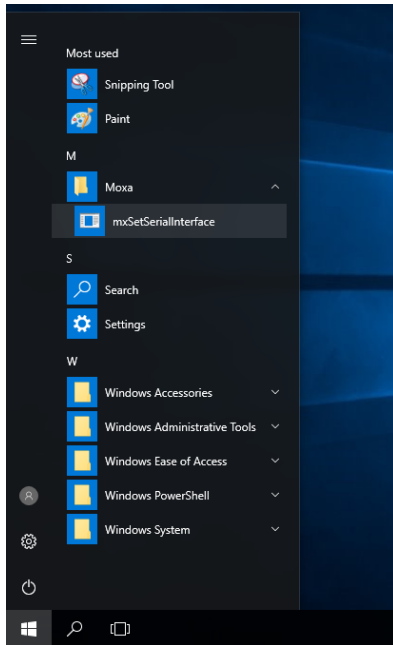 Most used
Snipping Tool
Paint
M
Moxa
mxSetSerialInterface
S
Search
Settings
W
Windows Accessories
Windows Administrative Tools
Windows Ease of Access
Windows PowerShell
Windows System